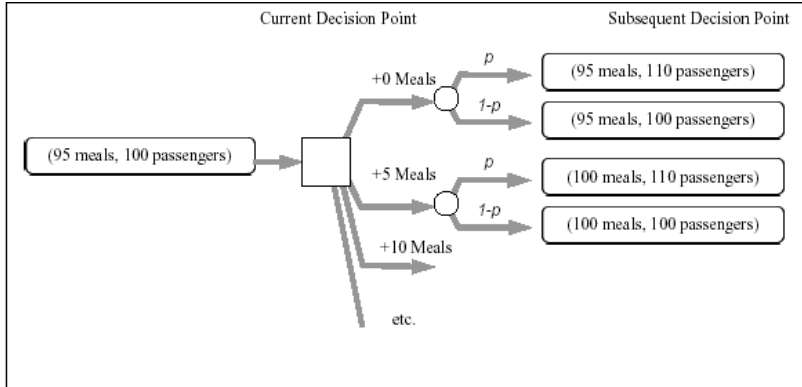 Current Decision Point
Subsequent Decision Point
p
+0 Meals
(95 meals, 110 passengers)
1-p
(95 meals, 100 passengers)
(95 meals, 100 passengers)
p
+5 Meals
(100 meals, 110 passengers)
1-p
(100 meals, 100 passengers)
+10 Meals
etc.